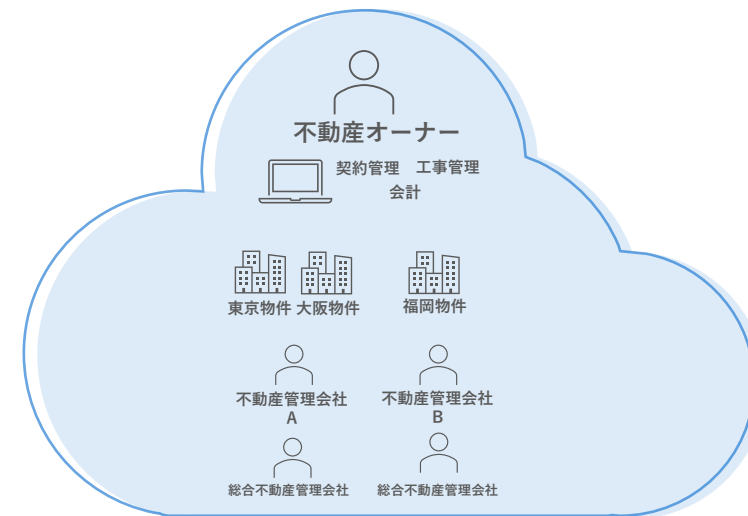 不動産オーナー
契約管理 工事管理
会計
東京物件 大阪物件 福岡物件
不動産管理会社 不動産管理会社
A B
総合不動産管理会社 総合不動産管理会社